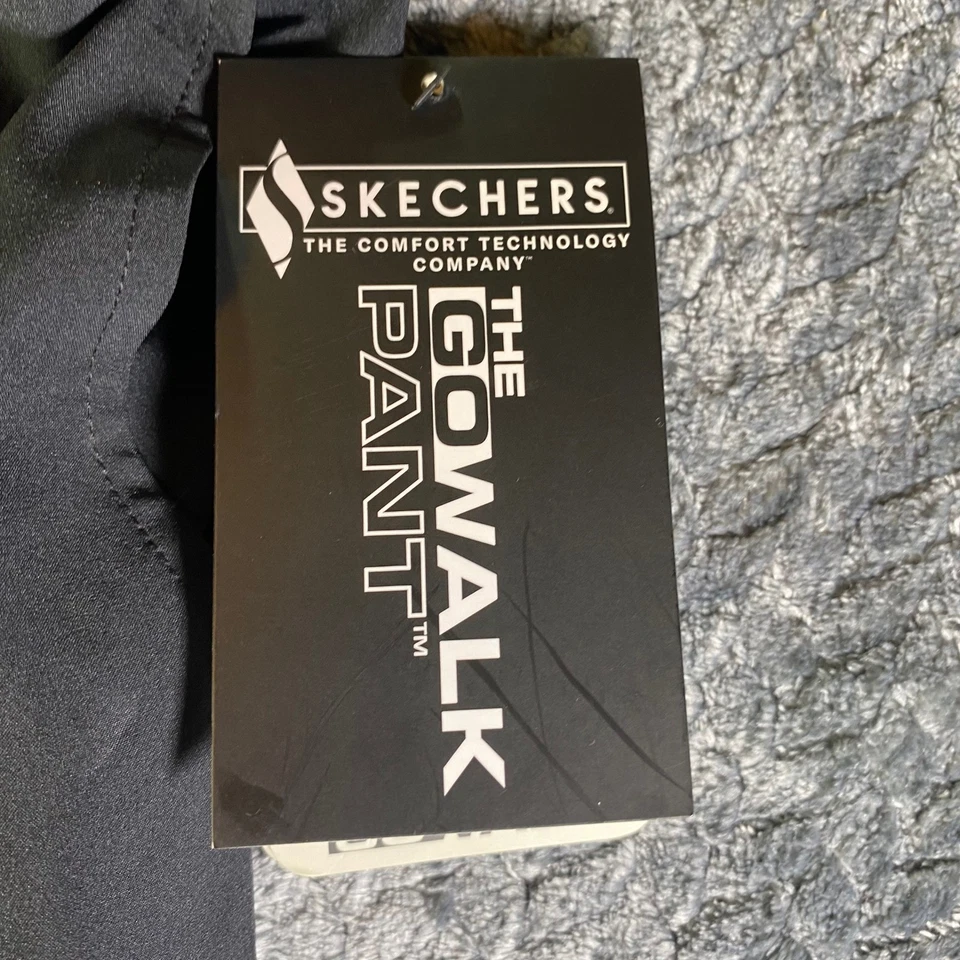 SKECHERS®
THE COMFORT TECHNOLOGY
COMPANY™
THE
GOWALK
PANT™